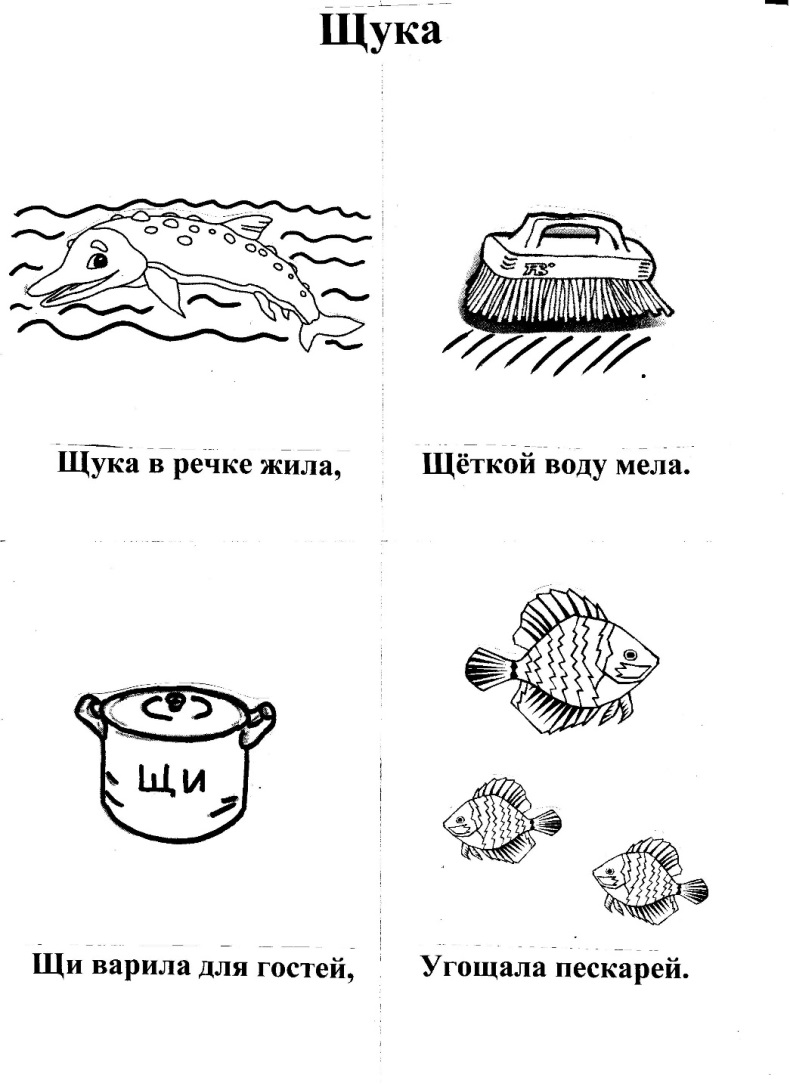 Щука
Щука в речке жила,
Щёткой воду мела.
ЩИ
Щи варила для гостей,
Угощала пескарей.